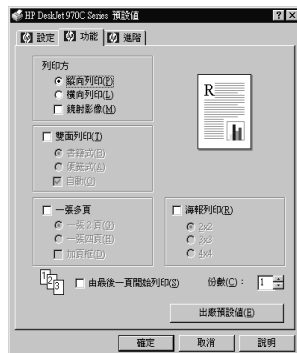 HP DeskJet 970C Series 預設值
設定 功能 進階
列印方
縱向列印(P)
橫向列印(L)
鏡射影像(M)
R
雙面列印(T)
書籍式(B)
便箋式(A)
自動(O)
一張多頁
一張２頁(G)
一張四頁(H)
加頁框(D)
海報列印(R)
2x2
3x3
4x4
1 2 3
由最後一頁開始列印(S)
份數(C): 1
出廠預設值(E)
確定 取消 說明